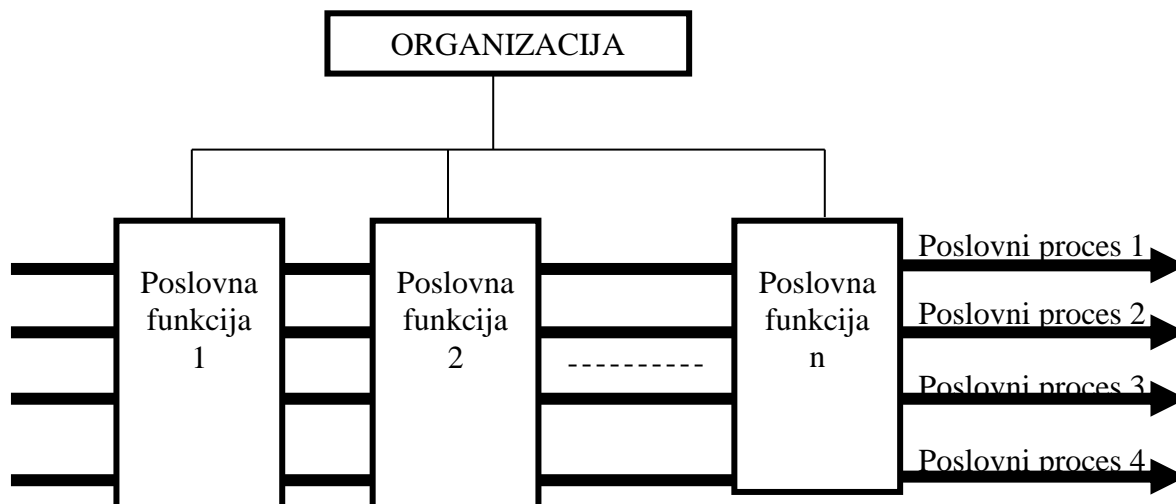 ORGANIZACIJA
Poslovna
funkcija
1
Poslovna
funkcija
2
----------
Poslovna
funkcija
n
Poslovni proces 1
Poslovni proces 2
Poslovni proces 3
Poslovni proces 4